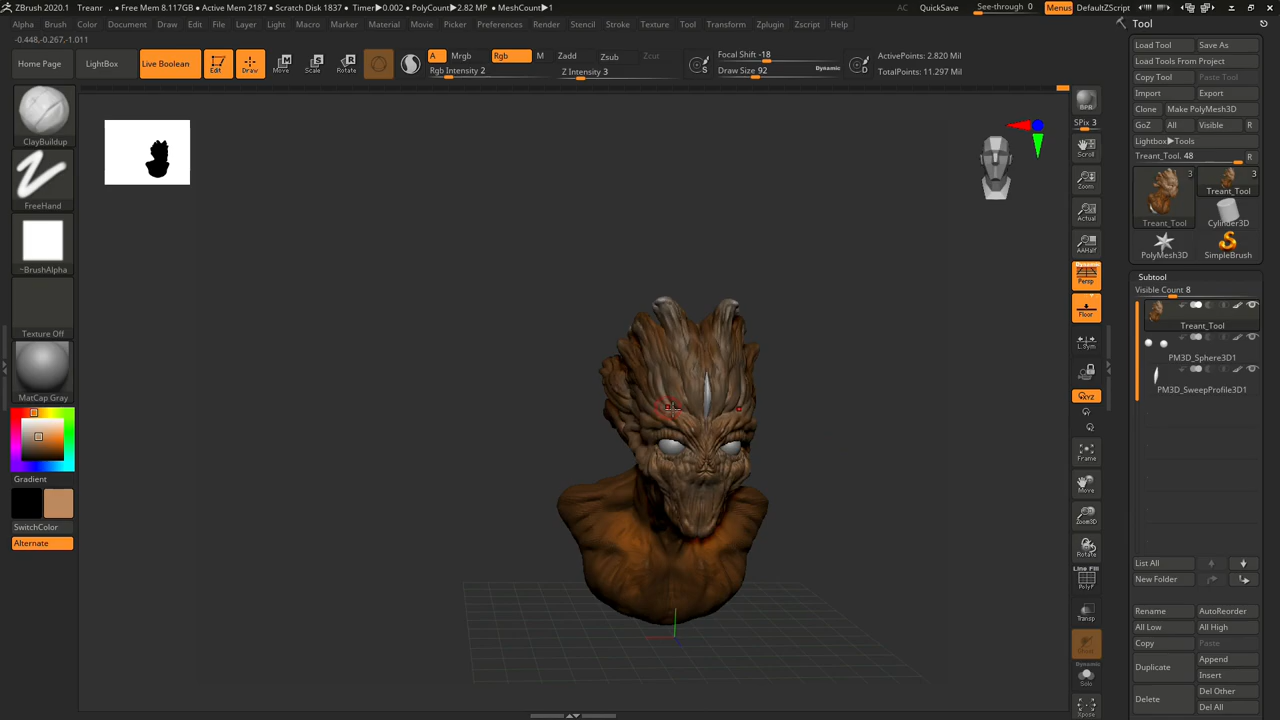 ZBrush 2020.1 Treanr .. • Free Mem 8.117GB • Active Mem 2187 • Scratch Disk 1837 • Timer▶0.002 • PolyCount▶2.82 MP • MeshCount▶1 AC QuickSave See-through 0 Menus DefaultZScript
Alpha Brush Color Document Draw Edit File Layer Light Macro Marker Material Movie Picker Preferences Render Stencil Stroke Texture Tool Transform Zplugin Zscript Help
-0.448,-0.267,-1.011
Home Page LightBox Live Boolean Edit Draw Move Scale Rotate A Mrgb Rgb M Zadd Zsub Zcut
Rgb Intensity 2 Z Intensity 3
Focal Shift -18
Draw Size 92 Dynamic
S D
ActivePoints: 2.820 Mil
TotalPoints: 11.297 Mil
ClayBuildup
FreeHand
~BrushAlpha
Texture Off
MatCap Gray
Gradient
SwitchColor
Alternate
BPR
SPix 3
Scroll
Zoom
Actual
AAHalf
Dynamic
Persp
Floor
L.Sym
XYZ
Frame
Move
Zoom3D
Rotate
Line Fill
PolyF
Transp
Ghost
Dynamic
Solo
Xpose
Tool
Load Tool Save As
Load Tools From Project
Copy Tool Paste Tool
Import Export
Clone Make PolyMesh3D
GoZ All Visible R
Lightbox▶Tools
Treant_Tool. 48 R
3 3
Treant_Tool
Treant_Tool Cylinder3D
PolyMesh3D SimpleBrush
Subtool
Visible Count 8
Treant_Tool
PM3D_Sphere3D1
PM3D_SweepProfile3D1
List All
New Folder
Rename AutoReorder
All Low All High
Copy Paste
Duplicate Append
Insert
Delete Del Other
Del All